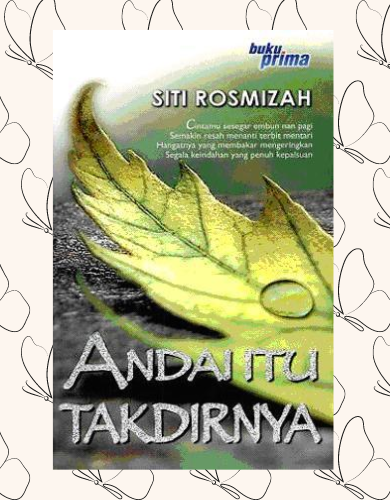 buku
prima
SITI ROSMIZAH
Cintamu sesegar embun nan pagi
Semakin resah menanti terbit mentari
Hangatnya yang membakar mengeringkan
Segala keindahan yang penuh kepalsuan
ANDAI ITU
TAKDIRNYA